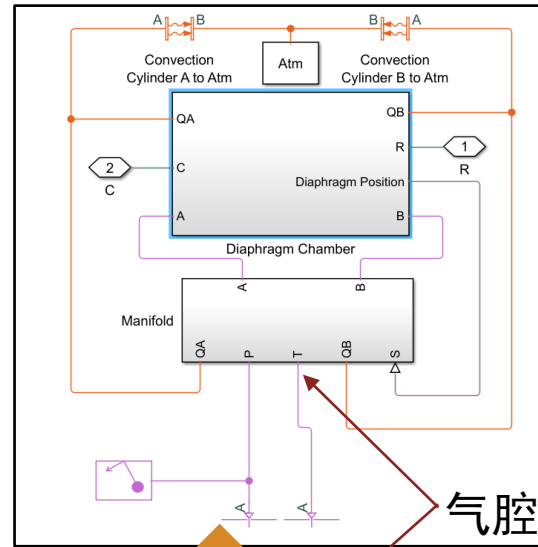 A B B A
Convection Cylinder A to Atm
Atm
Convection Cylinder B to Atm
QA
QB
C
R
2
C
1
R
Diaphragm Position
A
B
Diaphragm Chamber
A
B
Manifold
QA
P
T
QB
S
A
A
气腔